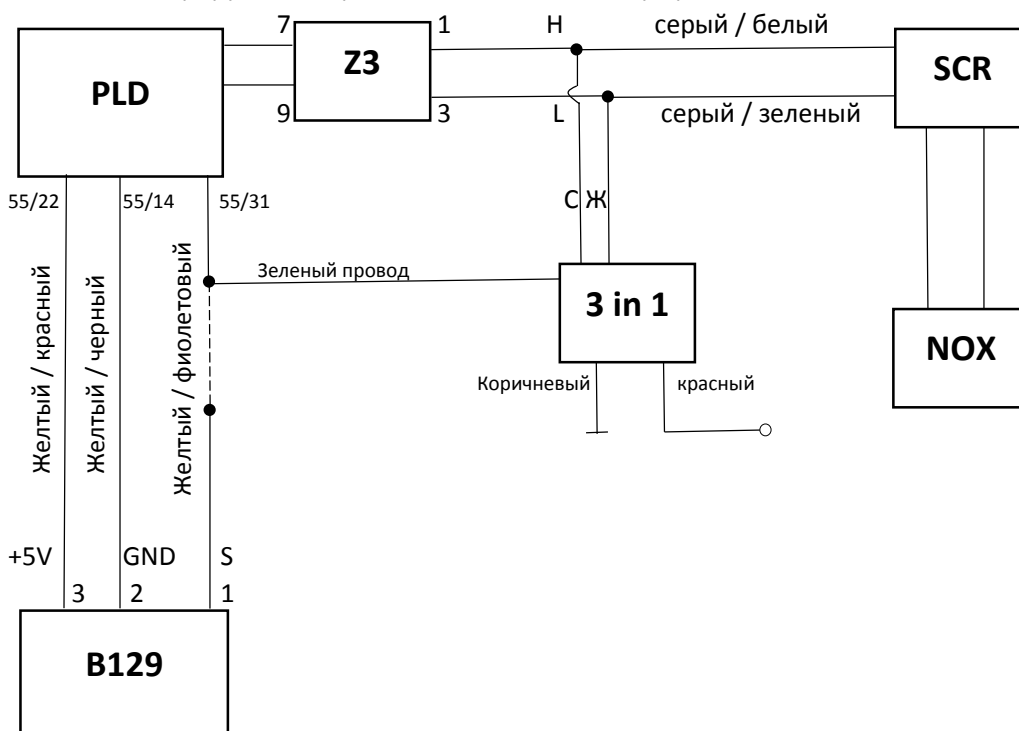 7
1
H
серый / белый
PLD
Z3
SCR
9
3
L
серый / зеленый
55/22
55/14
55/31
С Ж
Зеленый провод
3 in 1
NOX
Желтый / красный
Желтый / черный
Желтый / фиолетовый
Коричневый
красный
+5V
GND
S
3
2
1
B129